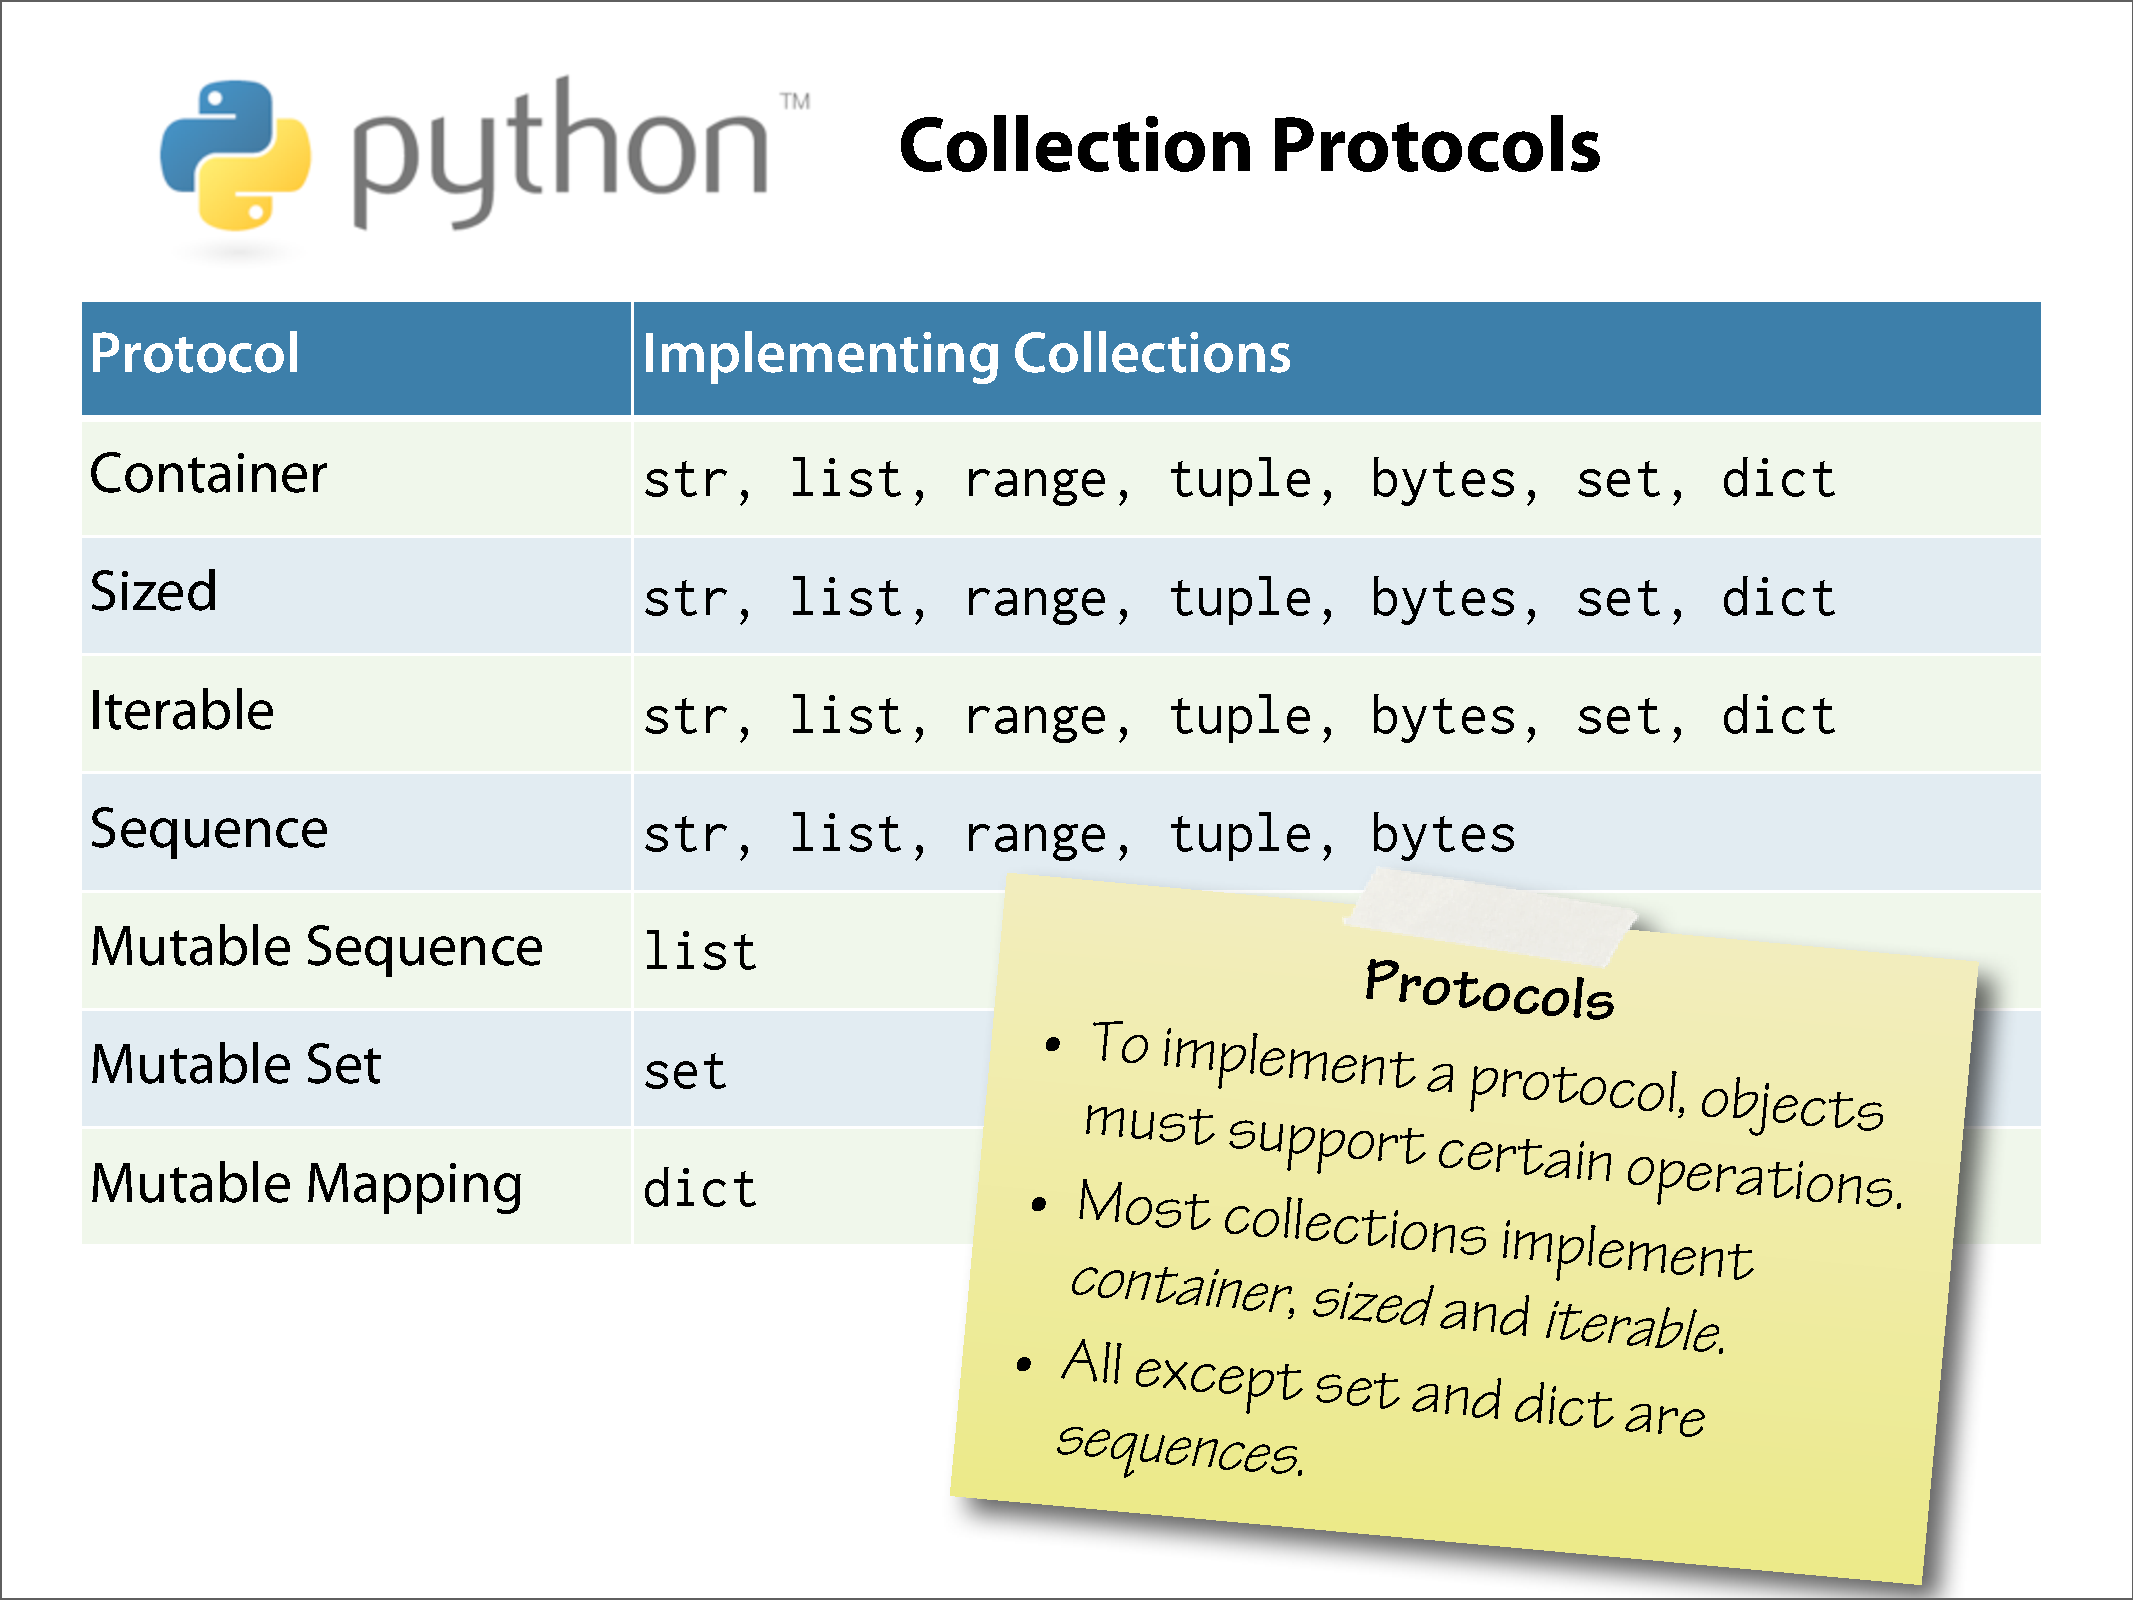 python™
Collection Protocols
Protocol Implementing Collections
Container str, list, range, tuple, bytes, set, dict
Sized str, list, range, tuple, bytes, set, dict
Iterable str, list, range, tuple, bytes, set, dict
Sequence str, list, range, tuple, bytes
Mutable Sequence list
Mutable Set set
Mutable Mapping dict
Protocols
• To implement a protocol, objects
must support certain operations.
• Most collections implement
container, sized and iterable.
• All except set and dict are
sequences.